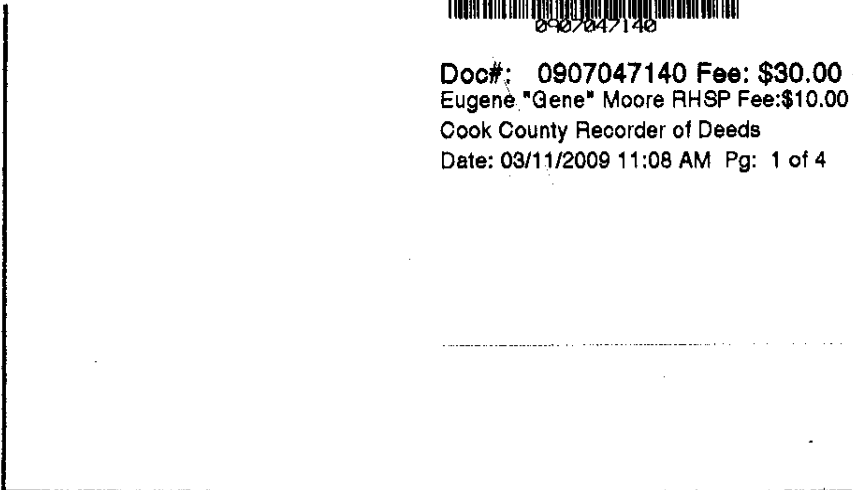 0907047140
Doc#: 0907047140 Fee: $30.00
Eugene "Gene" Moore RHSP Fee:$10.00
Cook County Recorder of Deeds
Date: 03/11/2009 11:08 AM Pg: 1 of 4